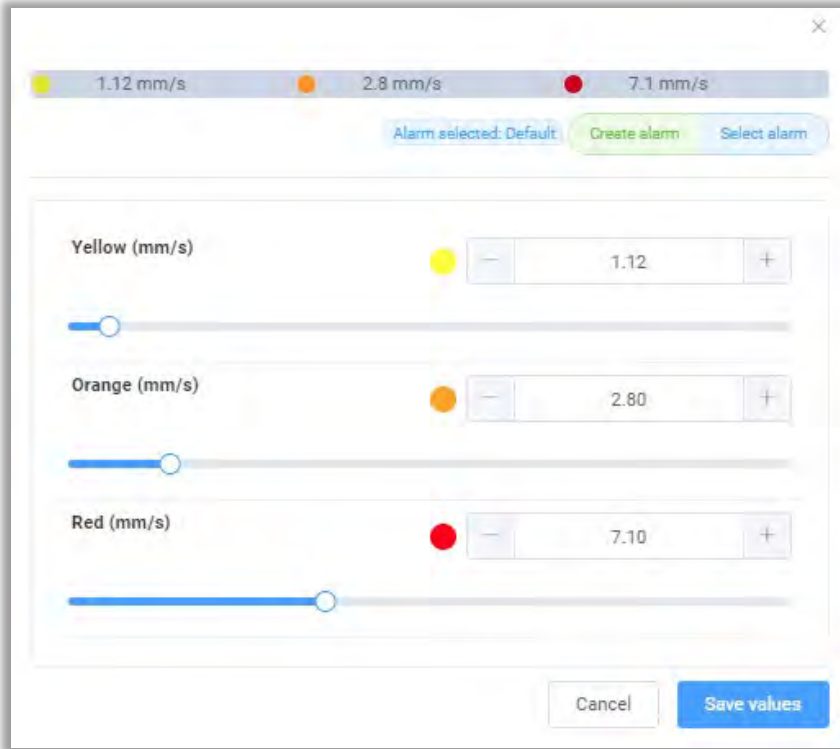 1.12 mm/s 2.8 mm/s 7.1 mm/s
Alarm selected: Default Create alarm Select alarm
Yellow (mm/s) 1.12
Orange (mm/s) 2.80
Red (mm/s) 7.10
Cancel Save values